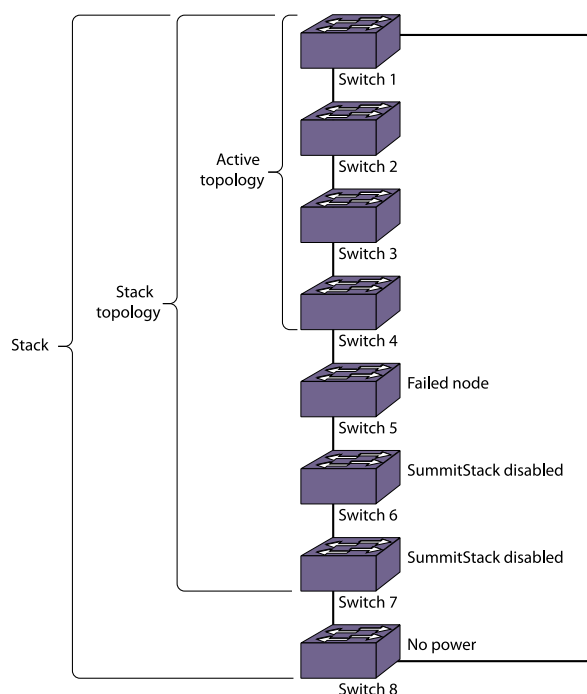 Switch 1
Switch 2
Active
topology
Switch 3
Stack
topology
Switch 4
Stack
Failed node
Switch 5
SummitStack disabled
Switch 6
SummitStack disabled
Switch 7
No power
Switch 8